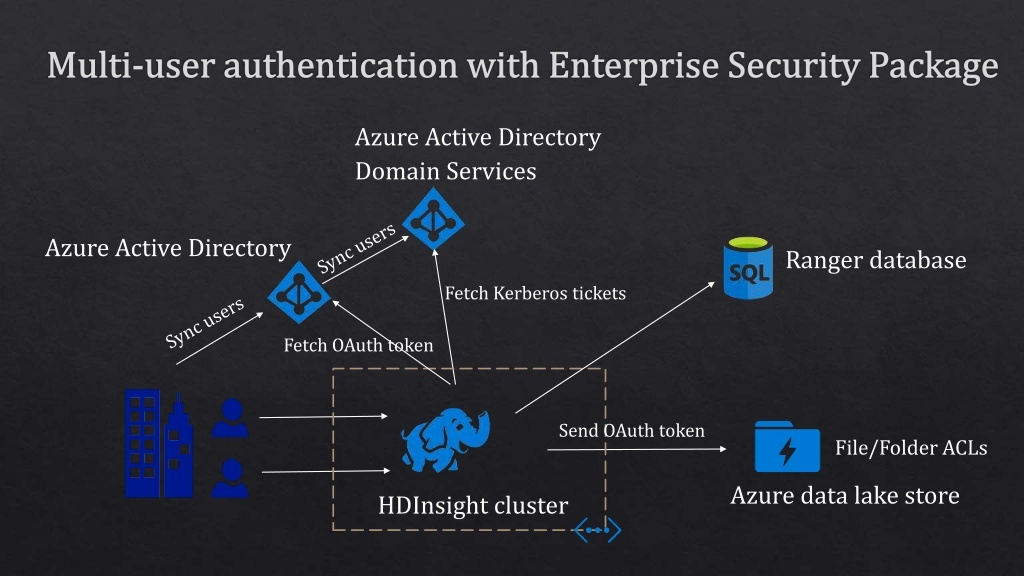 Multi-user authentication with Enterprise Security Package
Azure Active Directory
Domain Services
Azure Active Directory
Sync users
Sync users
SQL
Ranger database
Fetch Kerberos tickets
Fetch OAuth token
Send OAuth token
File/Folder ACLs
Azure data lake store
HDInsight cluster